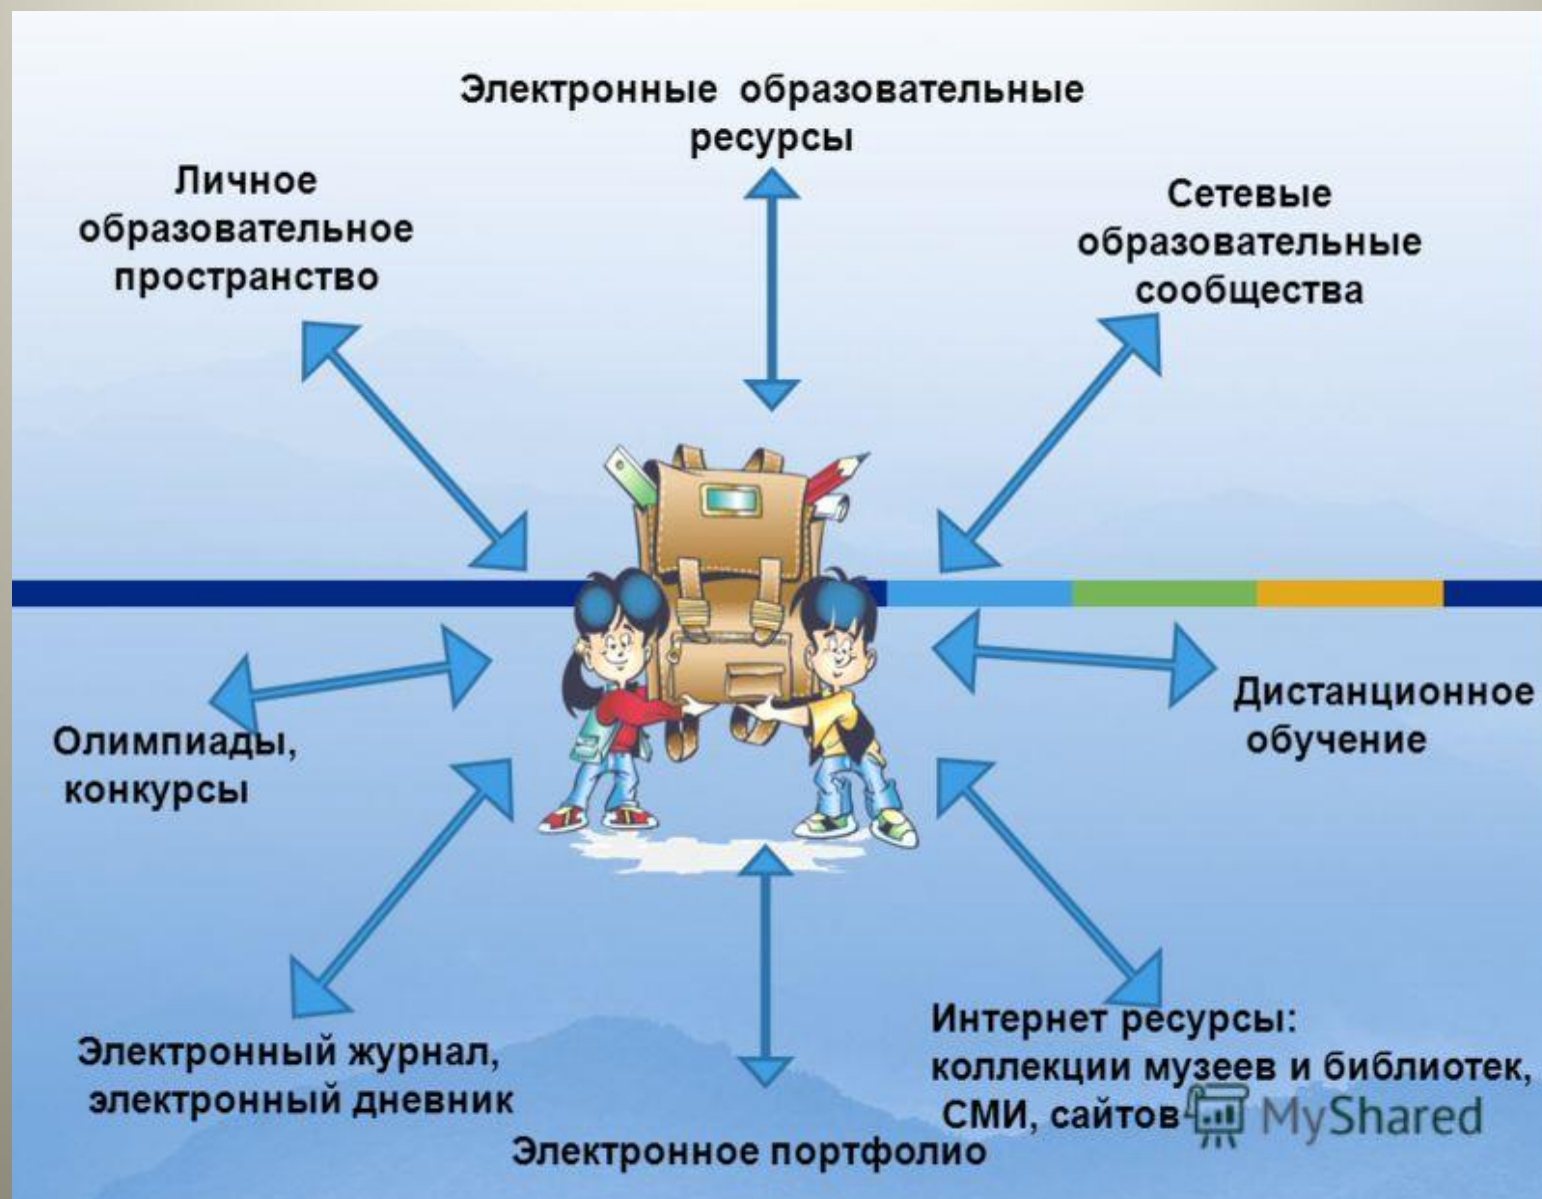 Электронные образовательные
ресурсы
Личное
образовательное
пространство
Сетевые
образовательные
сообщества
Олимпиады,
конкурсы
Дистанционное
обучение
Электронный журнал,
электронный дневник
Интернет ресурсы:
коллекции музеев и библиотек,
СМИ, сайтов
MyShared
Электронное портфолио